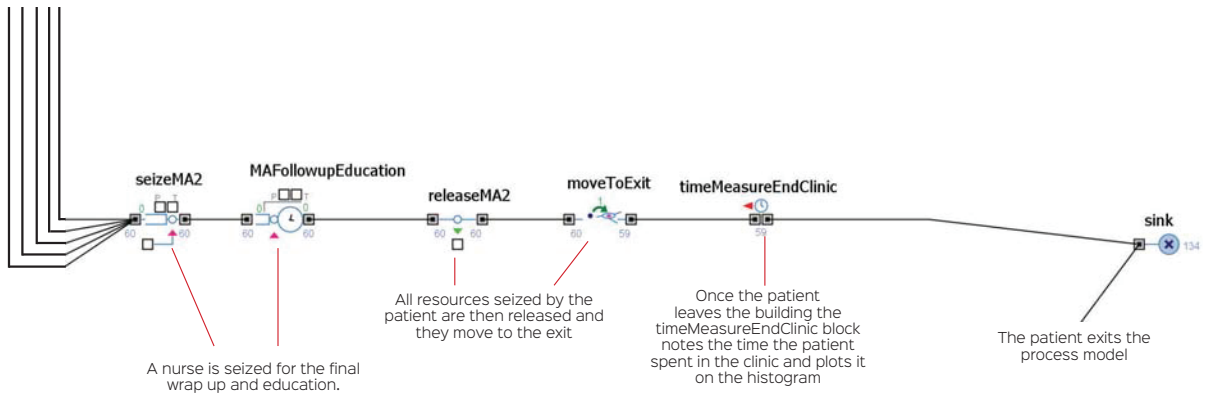 seizeMA2
MAFollowupEducation
releaseMA2
moveToExit
timeMeasureEndClinic
sink
P T
P T
0
0
0
1
60
60
60
60
60
60
60
59
59
134
All resources seized by the
patient are then released and
they move to the exit
Once the patient
leaves the building the
timeMeasureEndClinic block
notes the time the patient
spent in the clinic and plots it
on the histogram
The patient exits the
process model
A nurse is seized for the final
wrap up and education.